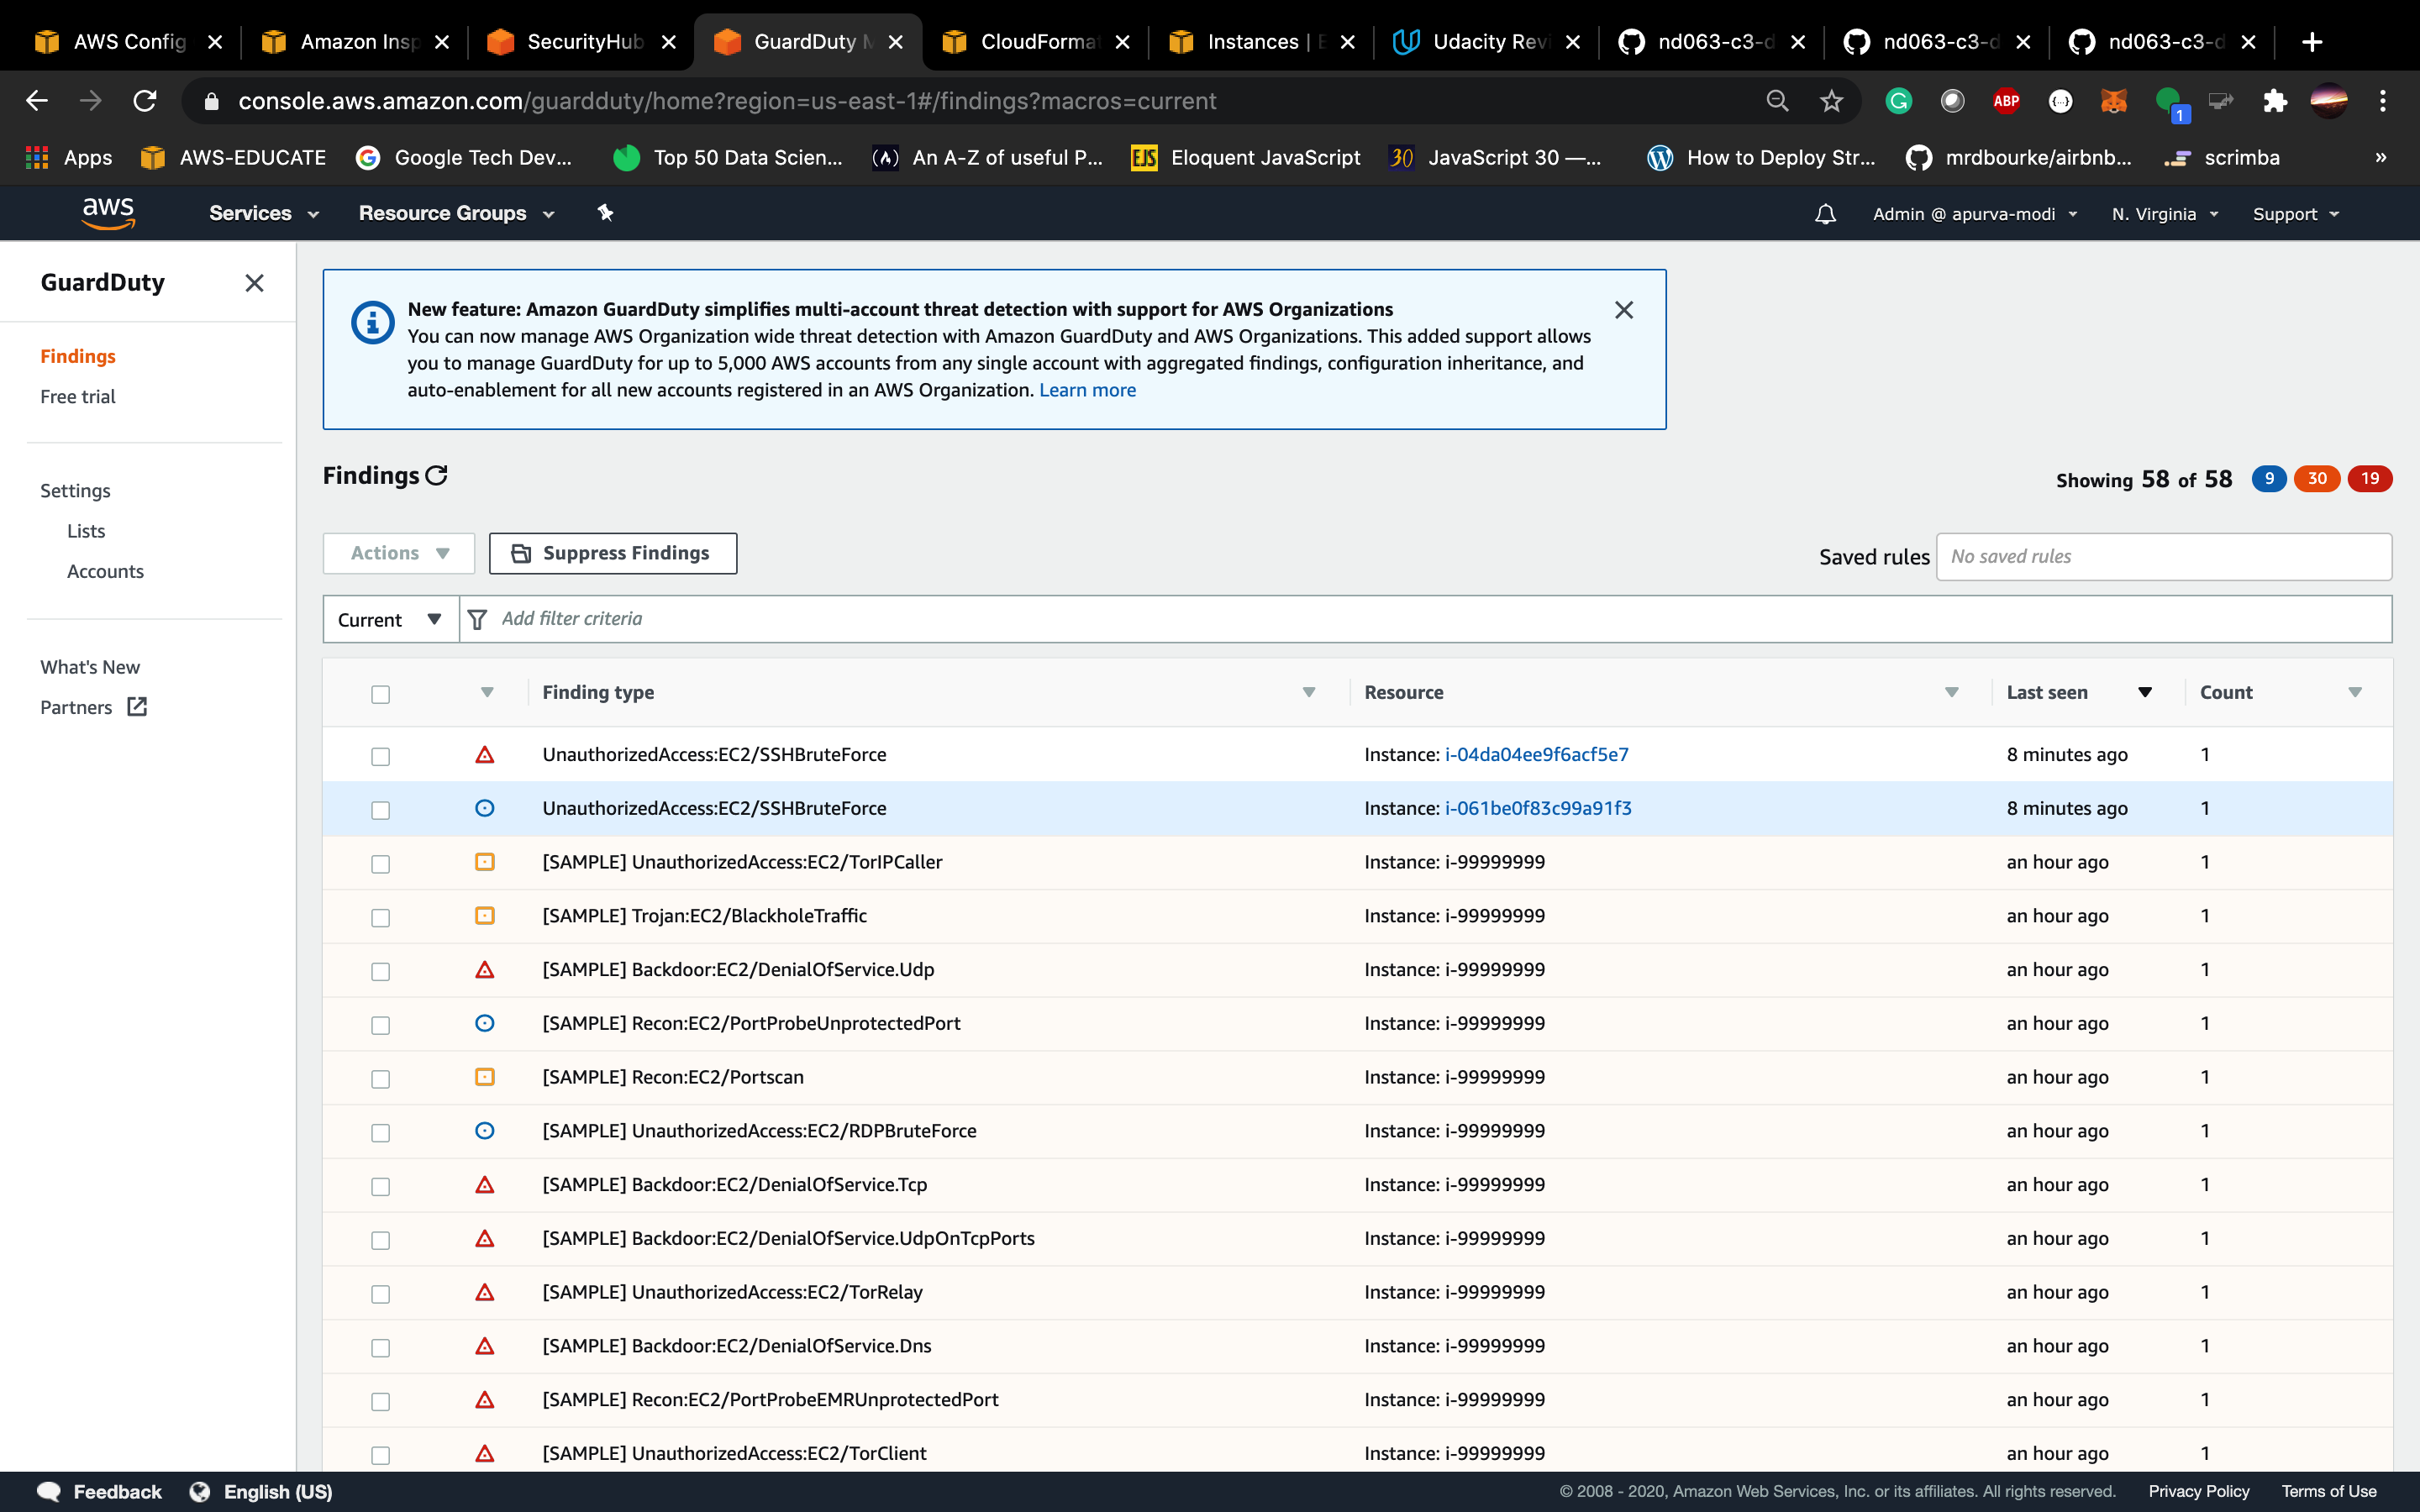 AWS Config
Amazon Insp
SecurityHub
GuardDuty M
CloudFormat
Instances | E
Udacity Revi
nd063-c3-d
nd063-c3-d
nd063-c3-d
console.aws.amazon.com/guardduty/home?region=us-east-1#/findings?macros=current
ABP
1
Apps
AWS-EDUCATE
Google Tech Dev...
Top 50 Data Scien...
An A-Z of useful P...
EJS Eloquent JavaScript
30 JavaScript 30 —...
How to Deploy Str...
mrdbourke/airbnb...
scrimba
»
aws
Services
Resource Groups
Admin @ apurva-modi
N. Virginia
Support
GuardDuty
Findings
Free trial
Settings
Lists
Accounts
What's New
Partners
New feature: Amazon GuardDuty simplifies multi-account threat detection with support for AWS Organizations
You can now manage AWS Organization wide threat detection with Amazon GuardDuty and AWS Organizations. This added support allows
you to manage GuardDuty for up to 5,000 AWS accounts from any single account with aggregated findings, configuration inheritance, and
auto-enablement for all new accounts registered in an AWS Organization. Learn more
Findings
Showing 58 of 58 9 30 19
Actions
Suppress Findings
Saved rules No saved rules
Current Add filter criteria
Finding type Resource Last seen Count
UnauthorizedAccess:EC2/SSHBruteForce Instance: i-04da04ee9f6acf5e7 8 minutes ago 1
UnauthorizedAccess:EC2/SSHBruteForce Instance: i-061be0f83c99a91f3 8 minutes ago 1
[SAMPLE] UnauthorizedAccess:EC2/TorIPCaller Instance: i-99999999 an hour ago 1
[SAMPLE] Trojan:EC2/BlackholeTraffic Instance: i-99999999 an hour ago 1
[SAMPLE] Backdoor:EC2/DenialOfService.Udp Instance: i-99999999 an hour ago 1
[SAMPLE] Recon:EC2/PortProbeUnprotectedPort Instance: i-99999999 an hour ago 1
[SAMPLE] Recon:EC2/Portscan Instance: i-99999999 an hour ago 1
[SAMPLE] UnauthorizedAccess:EC2/RDPBruteForce Instance: i-99999999 an hour ago 1
[SAMPLE] Backdoor:EC2/DenialOfService.Tcp Instance: i-99999999 an hour ago 1
[SAMPLE] Backdoor:EC2/DenialOfService.UdpOnTcpPorts Instance: i-99999999 an hour ago 1
[SAMPLE] UnauthorizedAccess:EC2/TorRelay Instance: i-99999999 an hour ago 1
[SAMPLE] Backdoor:EC2/DenialOfService.Dns Instance: i-99999999 an hour ago 1
[SAMPLE] Recon:EC2/PortProbeEMRUnprotectedPort Instance: i-99999999 an hour ago 1
[SAMPLE] UnauthorizedAccess:EC2/TorClient Instance: i-99999999 an hour ago 1
Feedback
English (US)
© 2008 - 2020, Amazon Web Services, Inc. or its affiliates. All rights reserved.
Privacy Policy
Terms of Use